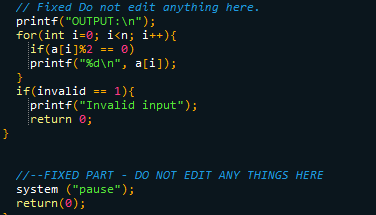 // Fixed Do not edit anything here.
printf("OUTPUT:\n");
for(int i=0; i<n; i++){
if(a[i]%2 == 0)
printf("%d\n", a[i]);
}
if(invalid == 1){
printf("Invalid input");
return 0;
}
//--FIXED PART - DO NOT EDIT ANY THINGS HERE
system ("pause");
return(0);